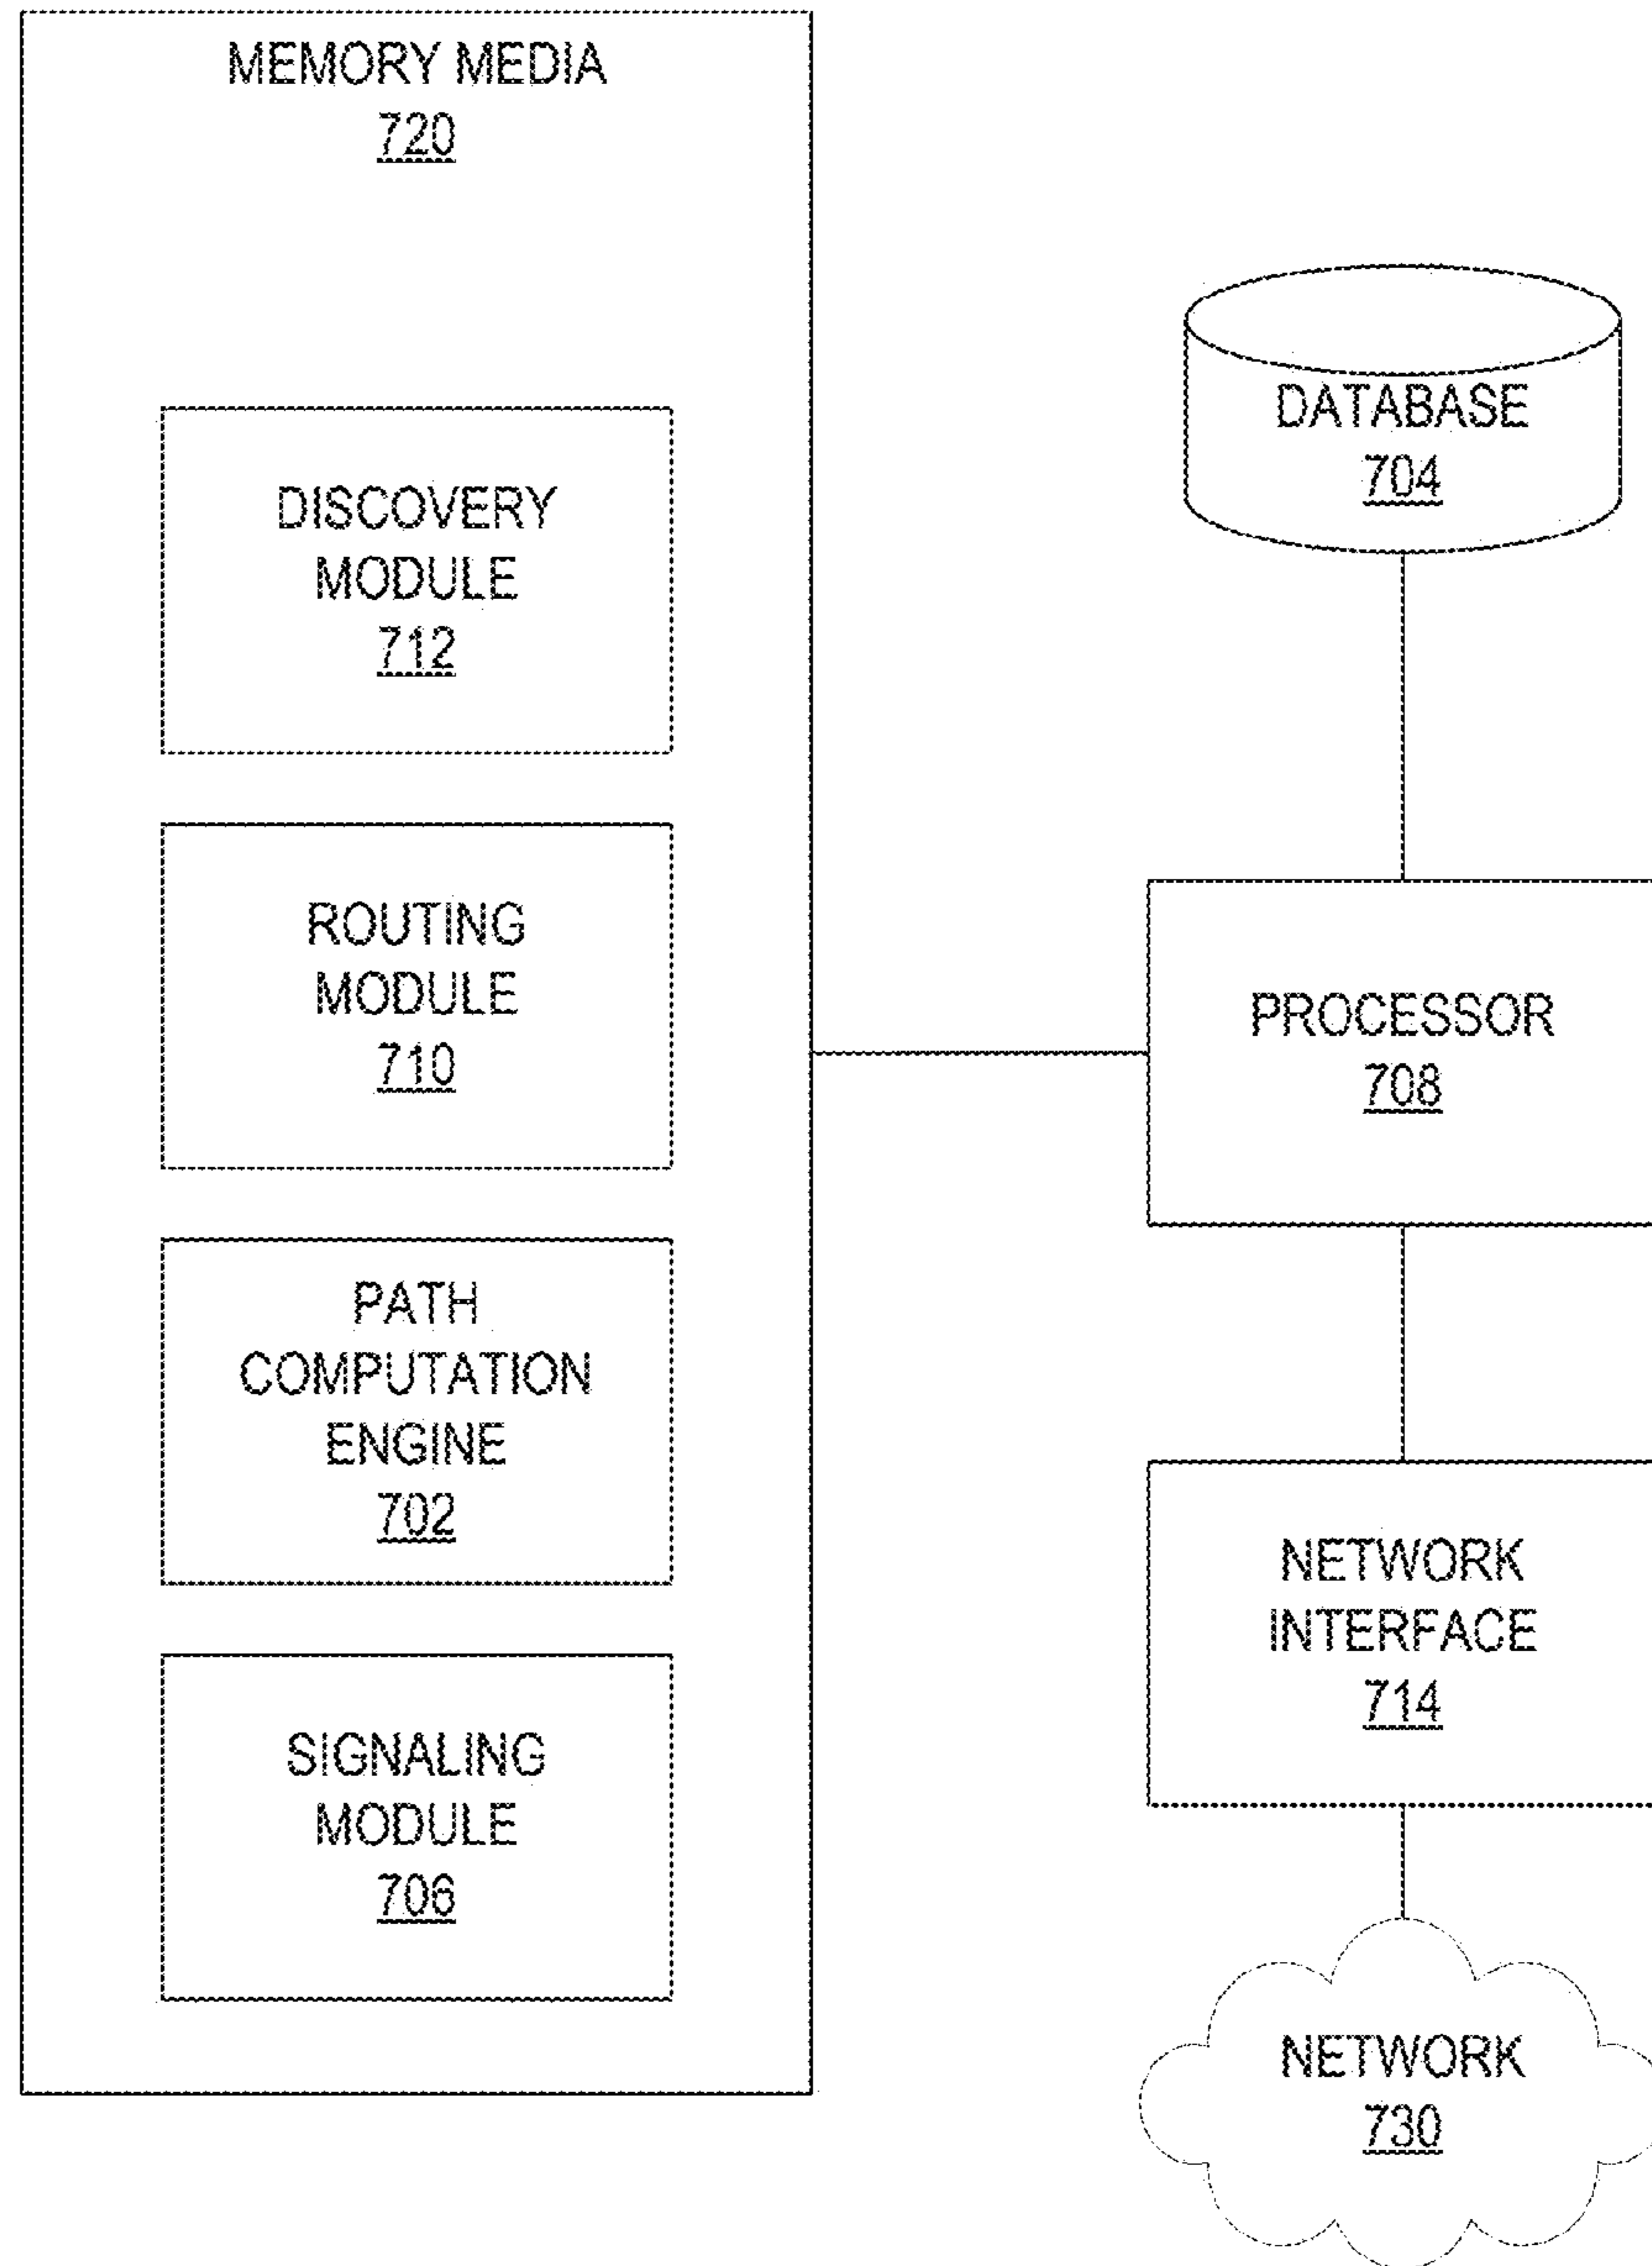 MEMORY MEDIA
720
DISCOVERY
MODULE
712
ROUTING
MODULE
710
PATH
COMPUTATION
ENGINE
702
SIGNALING
MODULE
706
DATABASE
704
PROCESSOR
708
NETWORK
INTERFACE
714
NETWORK
730